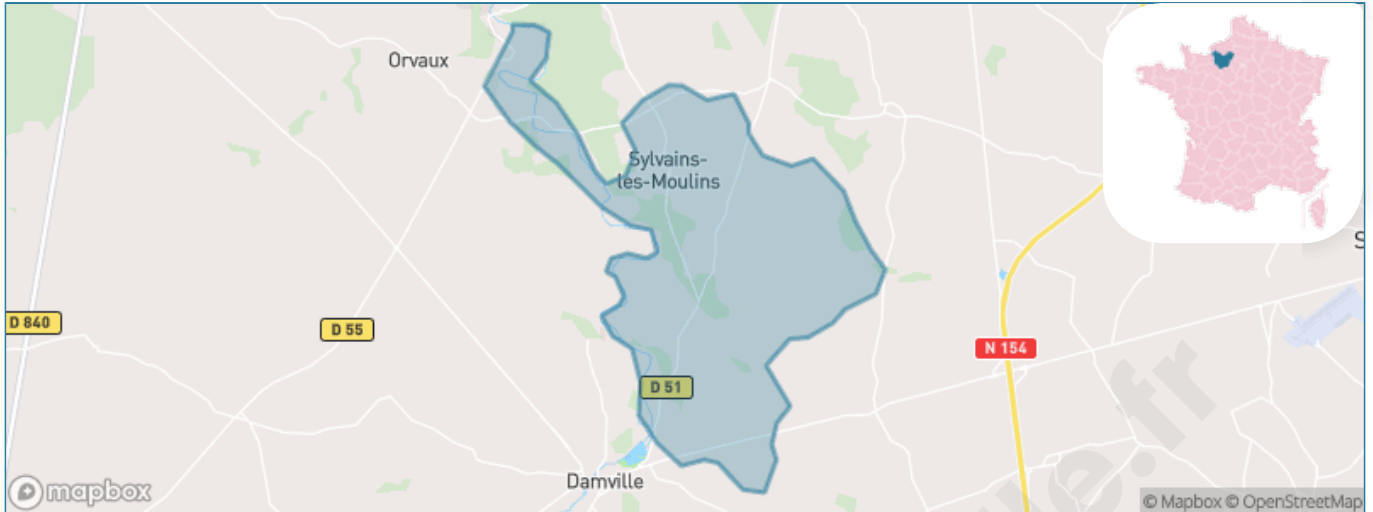 Orvaux
Sylvains-
les-Moulins
S
D 840
D 55
N 154
D 51
Damville
mapbox
© Mapbox © OpenStreetMap